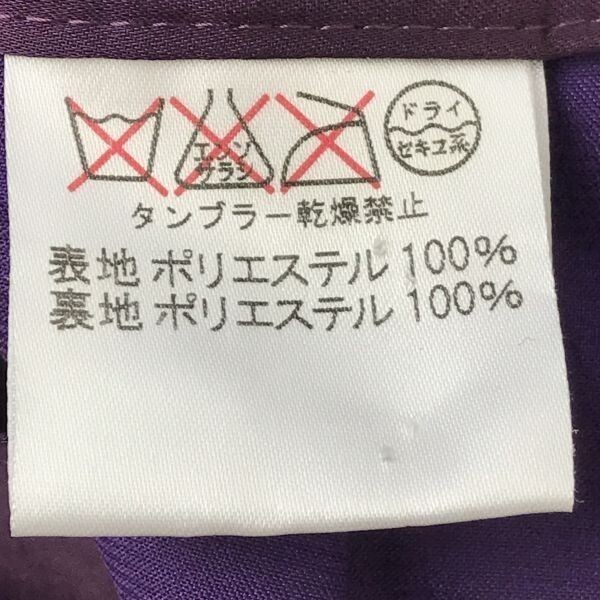 エンソ
サラシ
ドライ
セキユ系
タンブラー乾燥禁止
表地 ポリエステル 100%
裏地 ポリエステル 100%